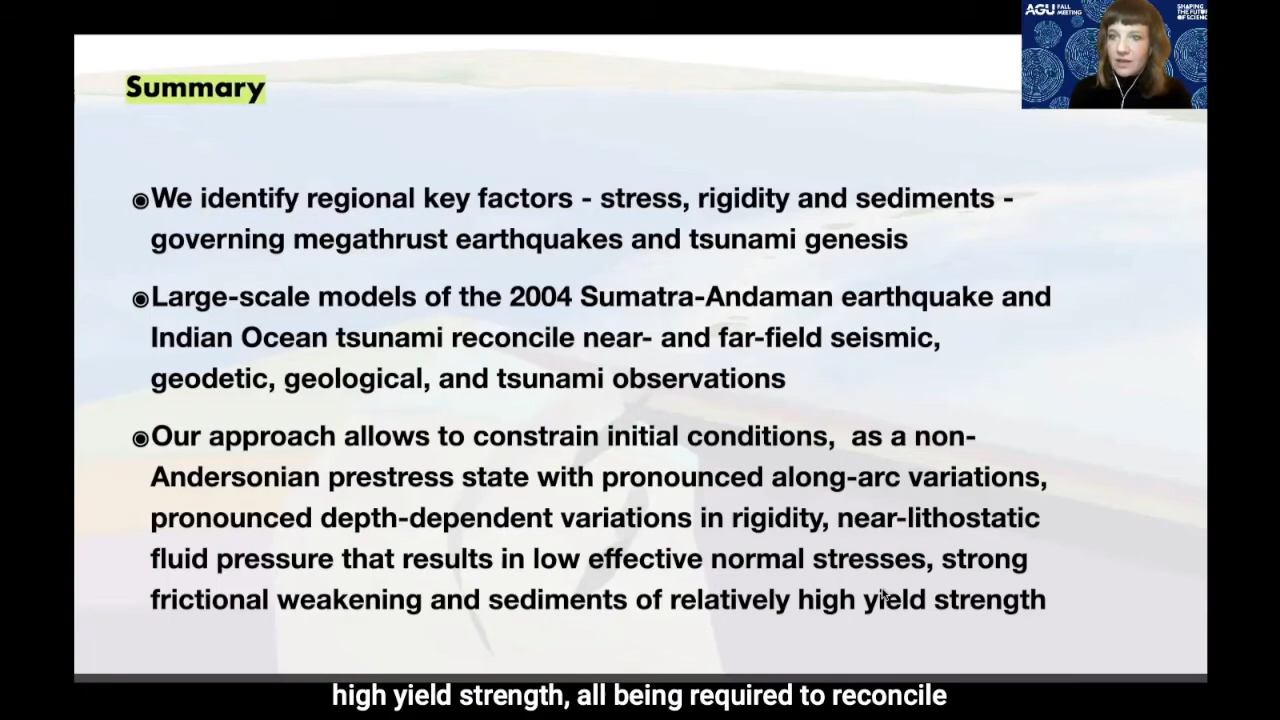 AGU FALL MEETING
SHAPING THE FUTURE OF SCIENCE
Summary
◉We identify regional key factors - stress, rigidity and sediments -
governing megathrust earthquakes and tsunami genesis
◉Large-scale models of the 2004 Sumatra-Andaman earthquake and
Indian Ocean tsunami reconcile near- and far-field seismic,
geodetic, geological, and tsunami observations
◉Our approach allows to constrain initial conditions, as a non-
Andersonian prestress state with pronounced along-arc variations,
pronounced depth-dependent variations in rigidity, near-lithostatic
fluid pressure that results in low effective normal stresses, strong
frictional weakening and sediments of relatively high yield strength
high yield strength, all being required to reconcile